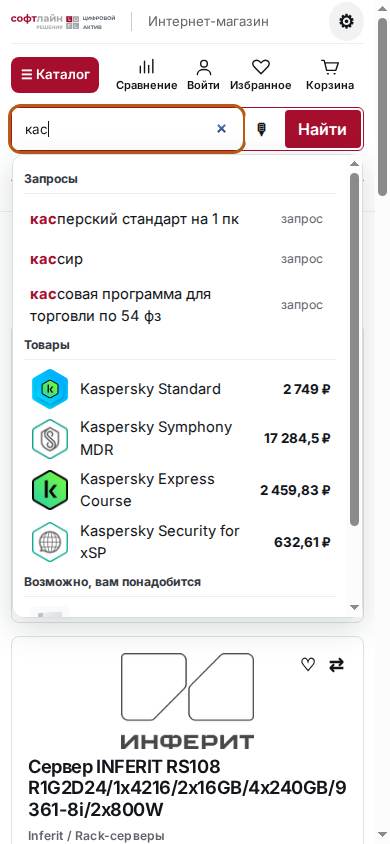 софтлайн РЕШЕНИЯ ЦИФРОВОЙ АКТИВ Интернет-магазин
☰ Каталог Сравнение Войти Избранное Корзина
кас Найти
Запросы
касперский стандарт на 1 пк запрос
кассир запрос
кассовая программа для
торговли по 54 фз запрос
Товары
Kaspersky Standard 2 749 ₽
Kaspersky Symphony
MDR 17 284,5 ₽
Kaspersky Express
Course 2 459,83 ₽
Kaspersky Security for
xSP 632,61 ₽
Возможно, вам понадобится
ИНФЕРИТ
Сервер INFERIT RS108
R1G2D24/1x4216/2x16GB/4x240GB/9
361-8i/2x800W
Inferit / Rack-серверы